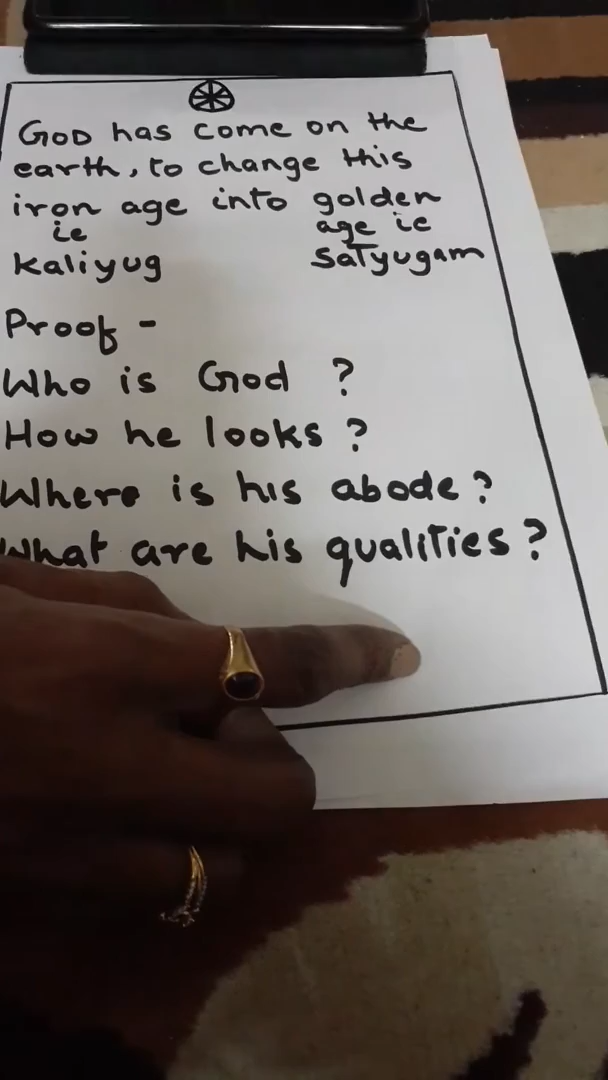 GOD has come on the
earth, to change this
iron age into golden
ie age ie
Kaliyug Satyugam
Proof -
Who is God ?
How he looks ?
Where is his abode ?
What are his qualities ?